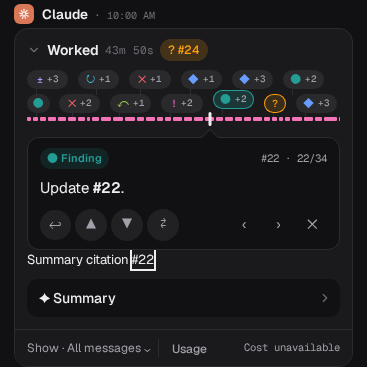 Claude · 10:00 AM
Worked 43m 50s ? #24
± +3 +1 × +1 +1 +3 +2
× +2 +1 ! +2 +2 ? +3
Finding #22 · 22/34
Update #22.
Summary citation #22
Summary
Show · All messages Usage Cost unavailable